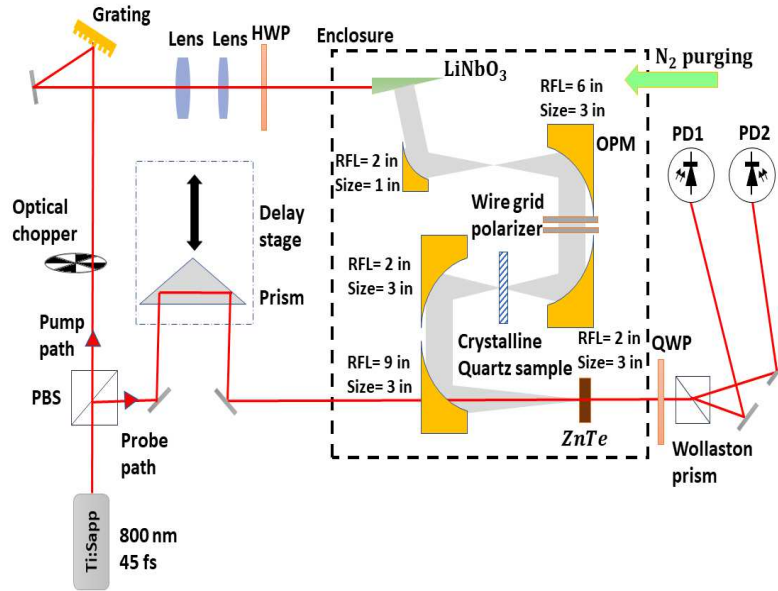 Grating
Lens
Lens
HWP
Enclosure
LiNbO₃
N₂ purging
RFL= 6 in
Size= 3 in
OPM
PD1
PD2
RFL= 2 in
Size= 1 in
Wire grid
polarizer
Optical
chopper
Delay
stage
Prism
RFL= 2 in
Size= 3 in
Pump
path
Crystalline
Quartz sample
RFL= 2 in
Size= 3 in
QWP
PBS
RFL= 9 in
Size= 3 in
Probe
path
ZnTe
Wollaston
prism
Ti:Sapp
800 nm
45 fs